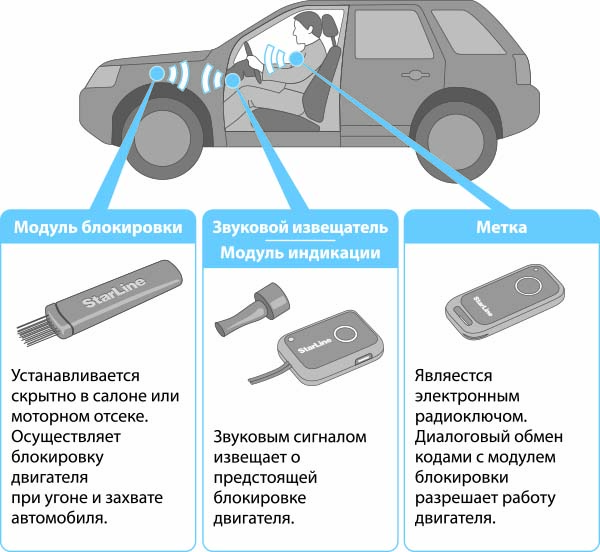 Модуль блокировки
StarLine
Устанавливается
скрытно в салоне или
моторном отсеке.
Осуществляет
блокировку
двигателя
при угоне и захвате
автомобиля.
Звуковой извещатель
Модуль индикации
StarLine
Звуковым сигналом
извещает о
предстоящей
блокировке
двигателя.
Метка
StarLine
Являесtся
электронным
радиоключом.
Диалоговый обмен
кодами с модулем
блокировки
разрешает работу
двигателя.